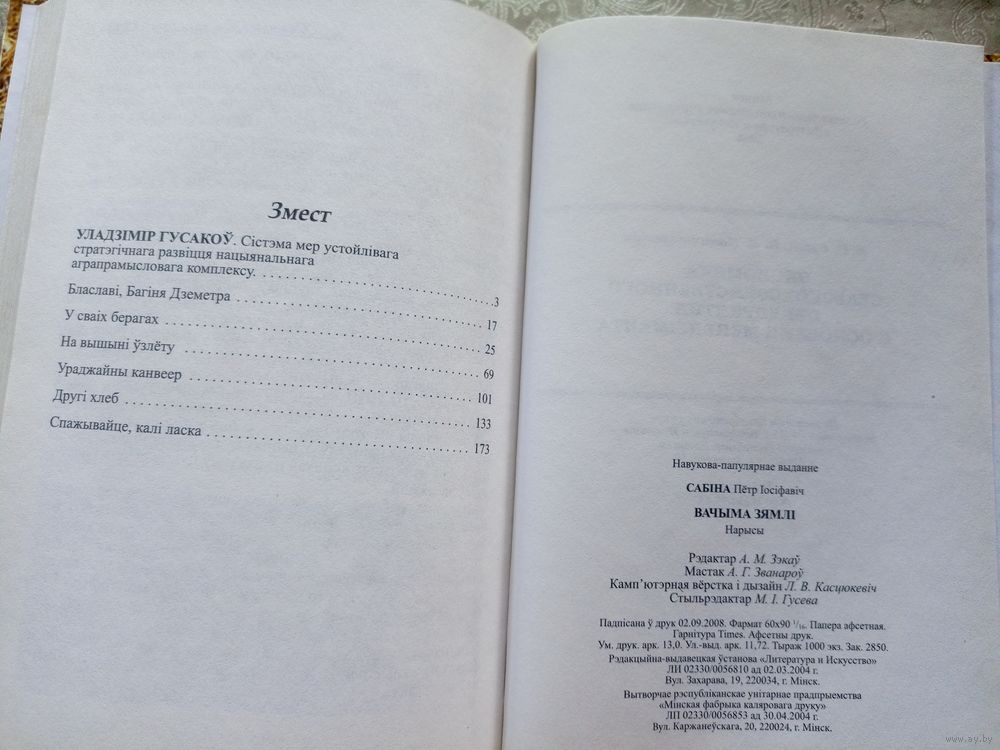 Змест
УЛАДЗІМІР ГУСАКОЎ. Сістэма мер устойлівага
стратэгічнага развіцця нацыянальнага
аграпрамысловага комплексу. 3
Блаславі, Багіня Дземетра 17
У сваіх берагах 25
На вышыні ўзлёту 69
Ураджайны канвеер 101
Другі хлеб 133
Спажывайце, калі ласка 173
Навукова-папулярнае выданне
САБІНА Пётр Іосіфавіч
ВАЧЫМА ЗЯМЛІ
Нарысы
Рэдактар А. М. Зэкаў
Мастак А. Г. Званароў
Камп'ютэрная вёрстка і дызайн Л. В. Касцюкевіч
Стыльрэдактар М. І. Гусева
Падпісана ў друк 02.09.2008. Фармат 60х90 1/16. Папера афсетная.
Гарнітура Times. Афсетны друк.
Ум. друк. арк. 13,0. Ул.-выд. арк. 11,72. Тыраж 1000 экз. Зак. 2850.
Рэдакцыйна-выдавецкая ўстанова «Литература и Искусство»
ЛИ 02330/0056810 ад 02.03.2004 г.
Вул. Захарава, 19, 220034, г. Мінск.
Вытворчае рэспубліканскае унітарнае прадпрыемства
«Мінская фабрыка каляровага друку»
ЛП 02330/0056853 ад 30.04.2004 г.
Вул. Каржанеўскага, 20, 220024, г. Мінск.
www.ay.by